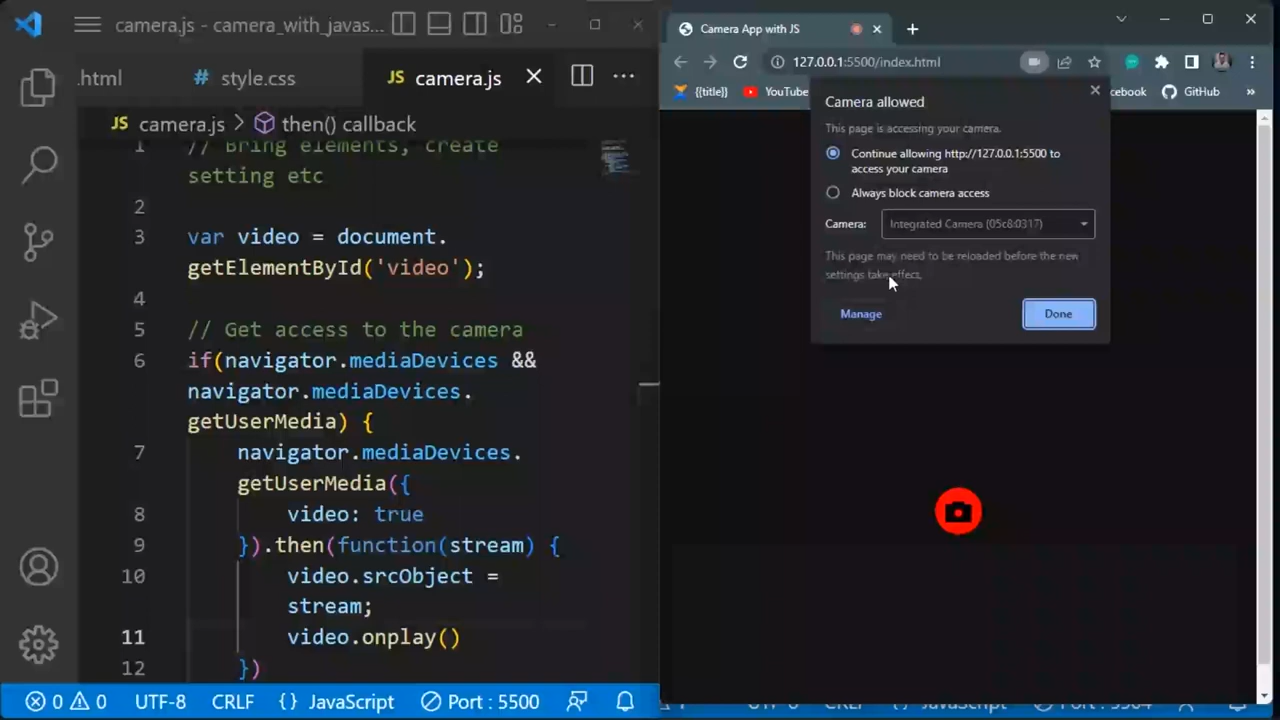 camera.js - camera_with_javas...
.html
# style.css
JS camera.js
JS camera.js > then() callback
1 // Bring elements, create
setting etc
2
3 var video = document.
getElementById('video');
4
5 // Get access to the camera
6 if(navigator.mediaDevices &&
navigator.mediaDevices.
getUserMedia) {
7 navigator.mediaDevices.
getUserMedia({
8 video: true
9 }).then(function(stream) {
10 video.srcObject =
stream;
11 video.onplay()
12 })
0 0 UTF-8 CRLF {} JavaScript Port : 5500
Camera App with JS
127.0.0.1:5500/index.html
{{title}} YouTube cebook GitHub »
Camera allowed
This page is accessing your camera.
Continue allowing http://127.0.0.1:5500 to
access your camera
Always block camera access
Camera: Integrated Camera (05c8:0317)
This page may need to be reloaded before the new
settings take effect.
Manage Done